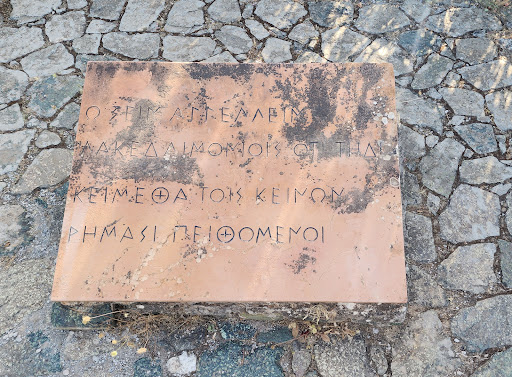 Ω ΞΕΙΝ ΑΓΓΕΛΛΕΙΝ
ΛΑΚΕΔΑΙΜΟΝΙΟΙΣ ΟΤΙ ΤΗΔΕ
ΚΕΙΜΕΘΑ ΤΟΙΣ ΚΕΙΝΩΝ
ΡΗΜΑΣΙ ΠΕΙΘΟΜΕΝΟΙ